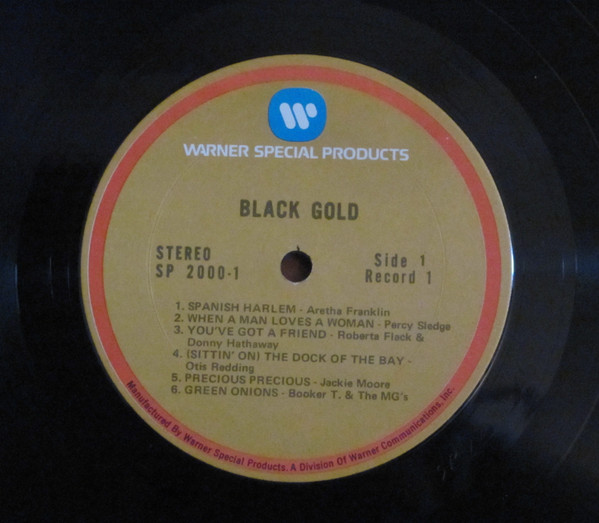 WARNER SPECIAL PRODUCTS
BLACK GOLD
STEREO
SP 2000-1
Side 1
Record 1
1. SPANISH HARLEM - Aretha Franklin
2. WHEN A MAN LOVES A WOMAN - Percy Sledge
3. YOU'VE GOT A FRIEND - Roberta Flack &
Donny Hathaway
4. (SITTIN' ON) THE DOCK OF THE BAY -
Otis Redding
5. PRECIOUS PRECIOUS - Jackie Moore
6. GREEN ONIONS - Booker T. & The MG's
Manufactured By Warner Special Products. A Division Of Warner Communications, Inc.